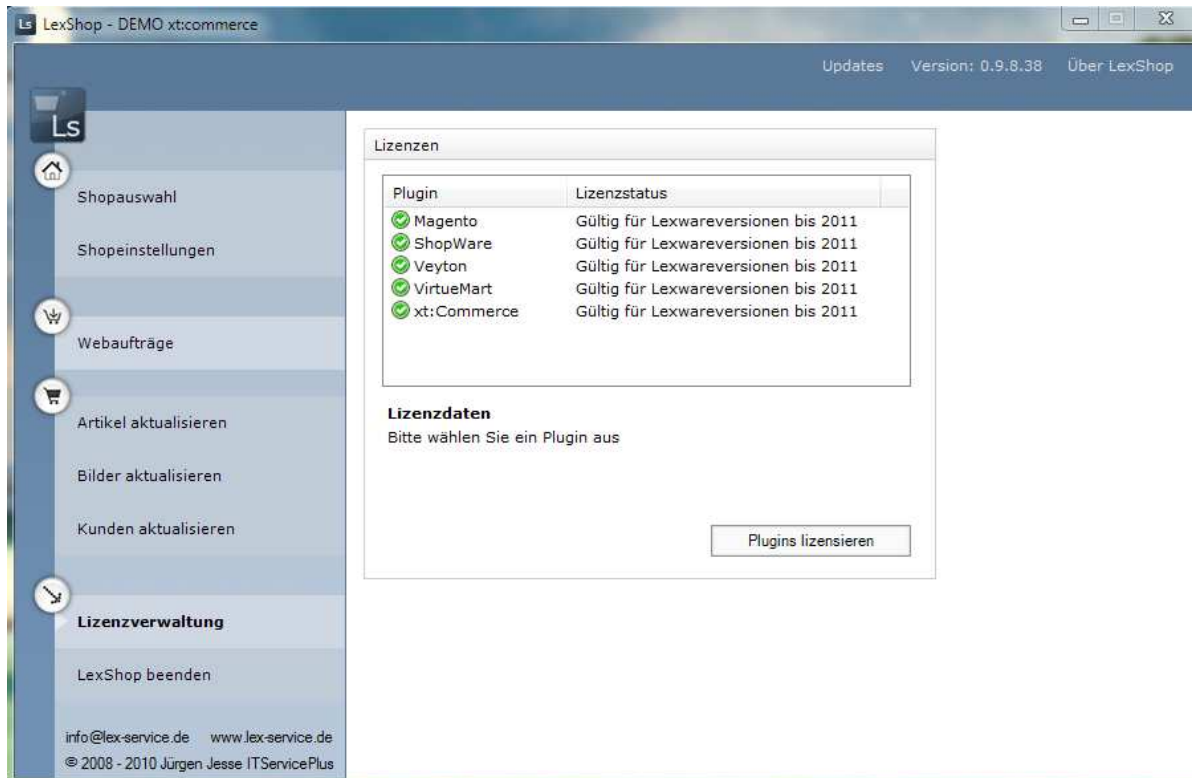 Ls LexShop - DEMO xt:commerce
Updates Version: 0.9.8.38 Über LexShop
Ls
Shopauswahl
Shopeinstellungen
Webaufträge
Artikel aktualisieren
Bilder aktualisieren
Kunden aktualisieren
Lizenzverwaltung
LexShop beenden
info@lex-service.de www.lex-service.de
© 2008 - 2010 Jürgen Jesse ITServicePlus
Lizenzen
Plugin Lizenzstatus
Magento Gültig für Lexwareversionen bis 2011
ShopWare Gültig für Lexwareversionen bis 2011
Veyton Gültig für Lexwareversionen bis 2011
VirtueMart Gültig für Lexwareversionen bis 2011
xt:Commerce Gültig für Lexwareversionen bis 2011
Lizenzdaten
Bitte wählen Sie ein Plugin aus
Plugins lizensieren